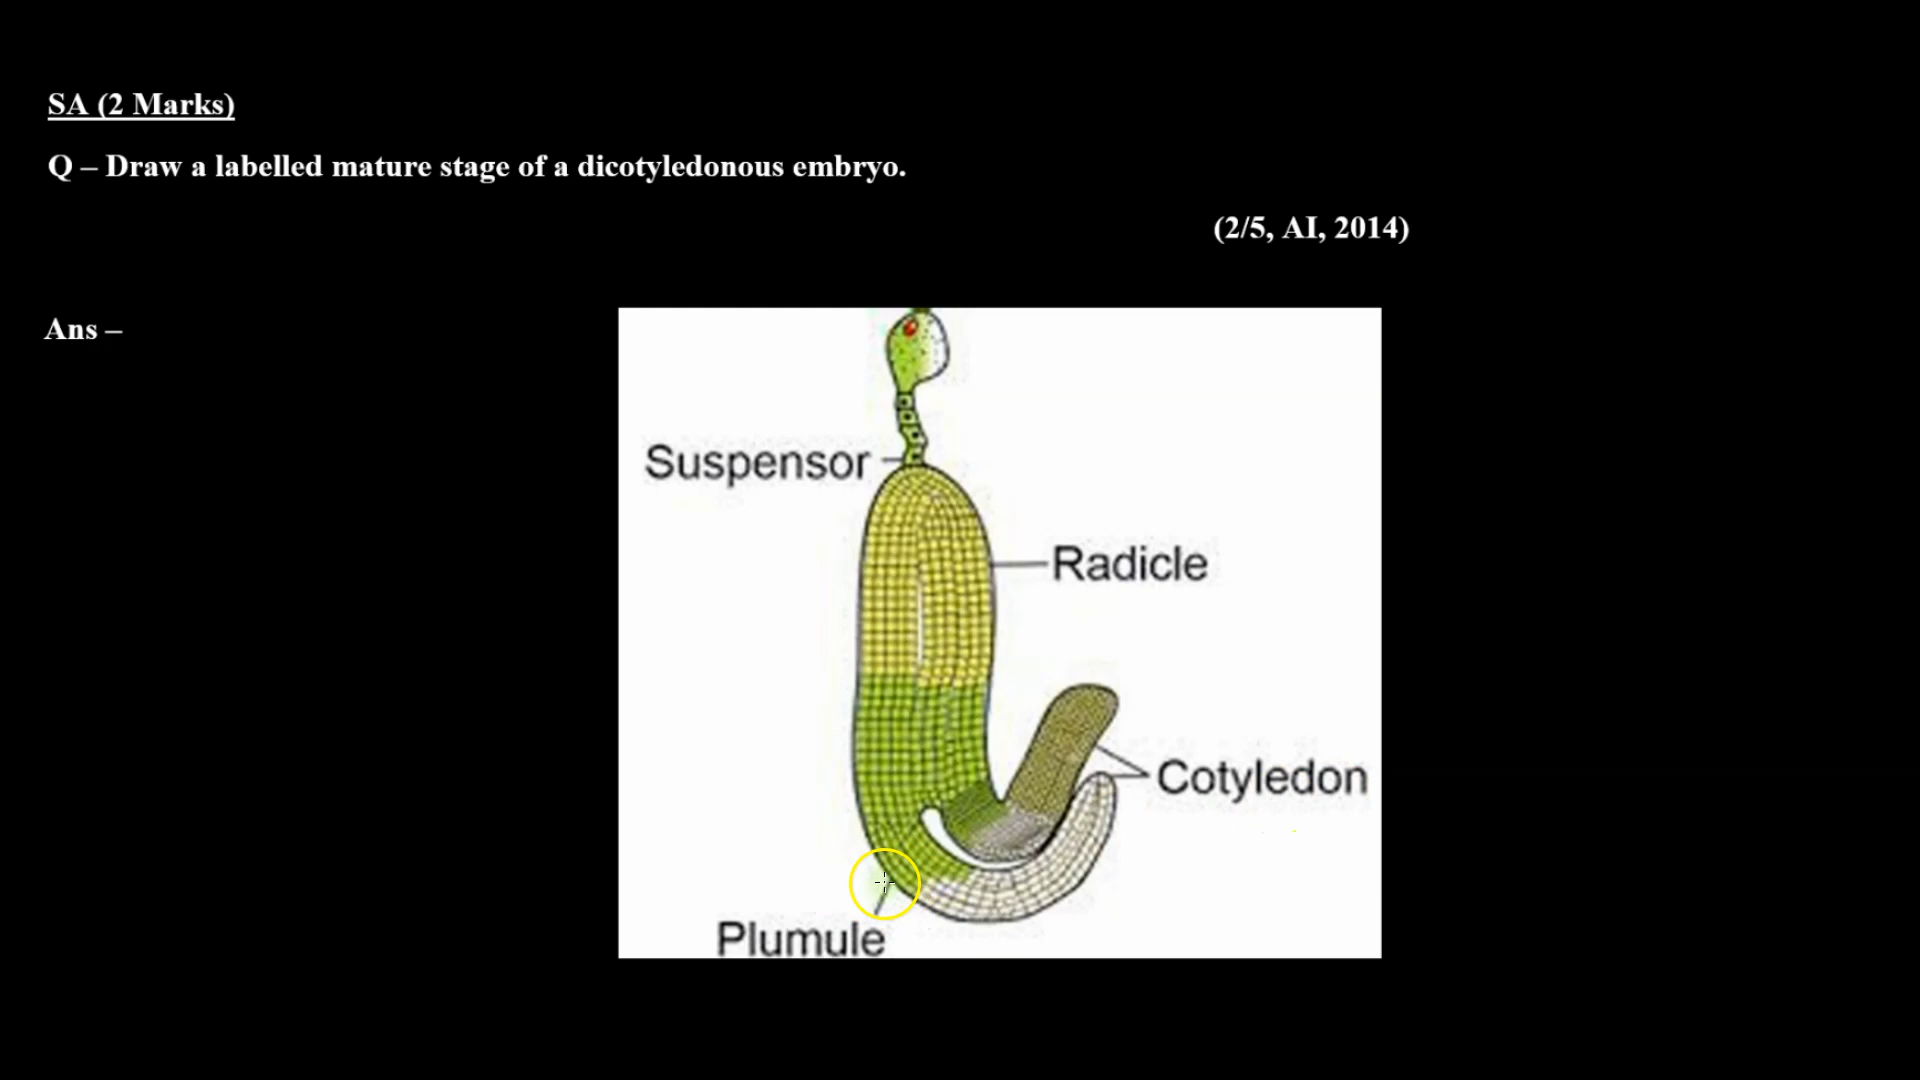 SA (2 Marks)
Q – Draw a labelled mature stage of a dicotyledonous embryo.
(2/5, AI, 2014)
Ans –
Suspensor
Radicle
Cotyledon
Plumule